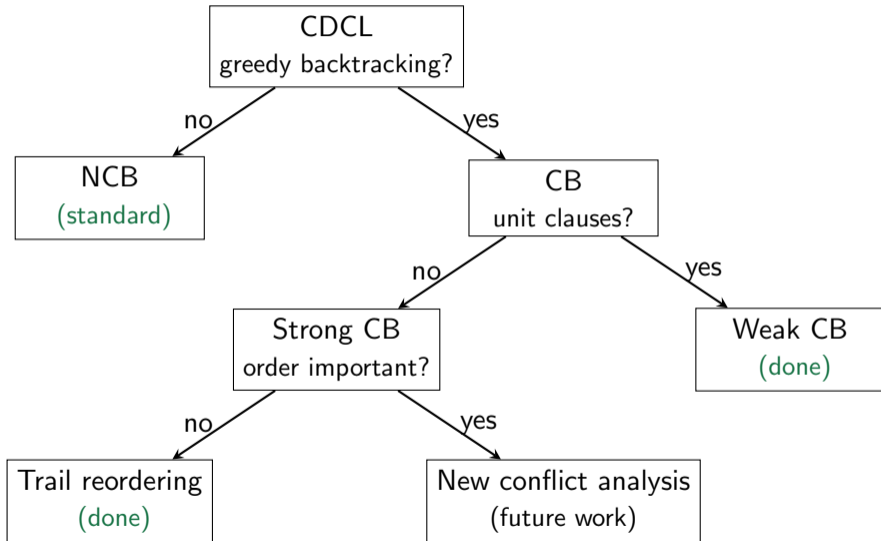 CDCL
greedy backtracking?
no
yes
NCB
(standard)
CB
unit clauses?
no
yes
Strong CB
order important?
Weak CB
(done)
no
yes
Trail reordering
(done)
New conflict analysis
(future work)